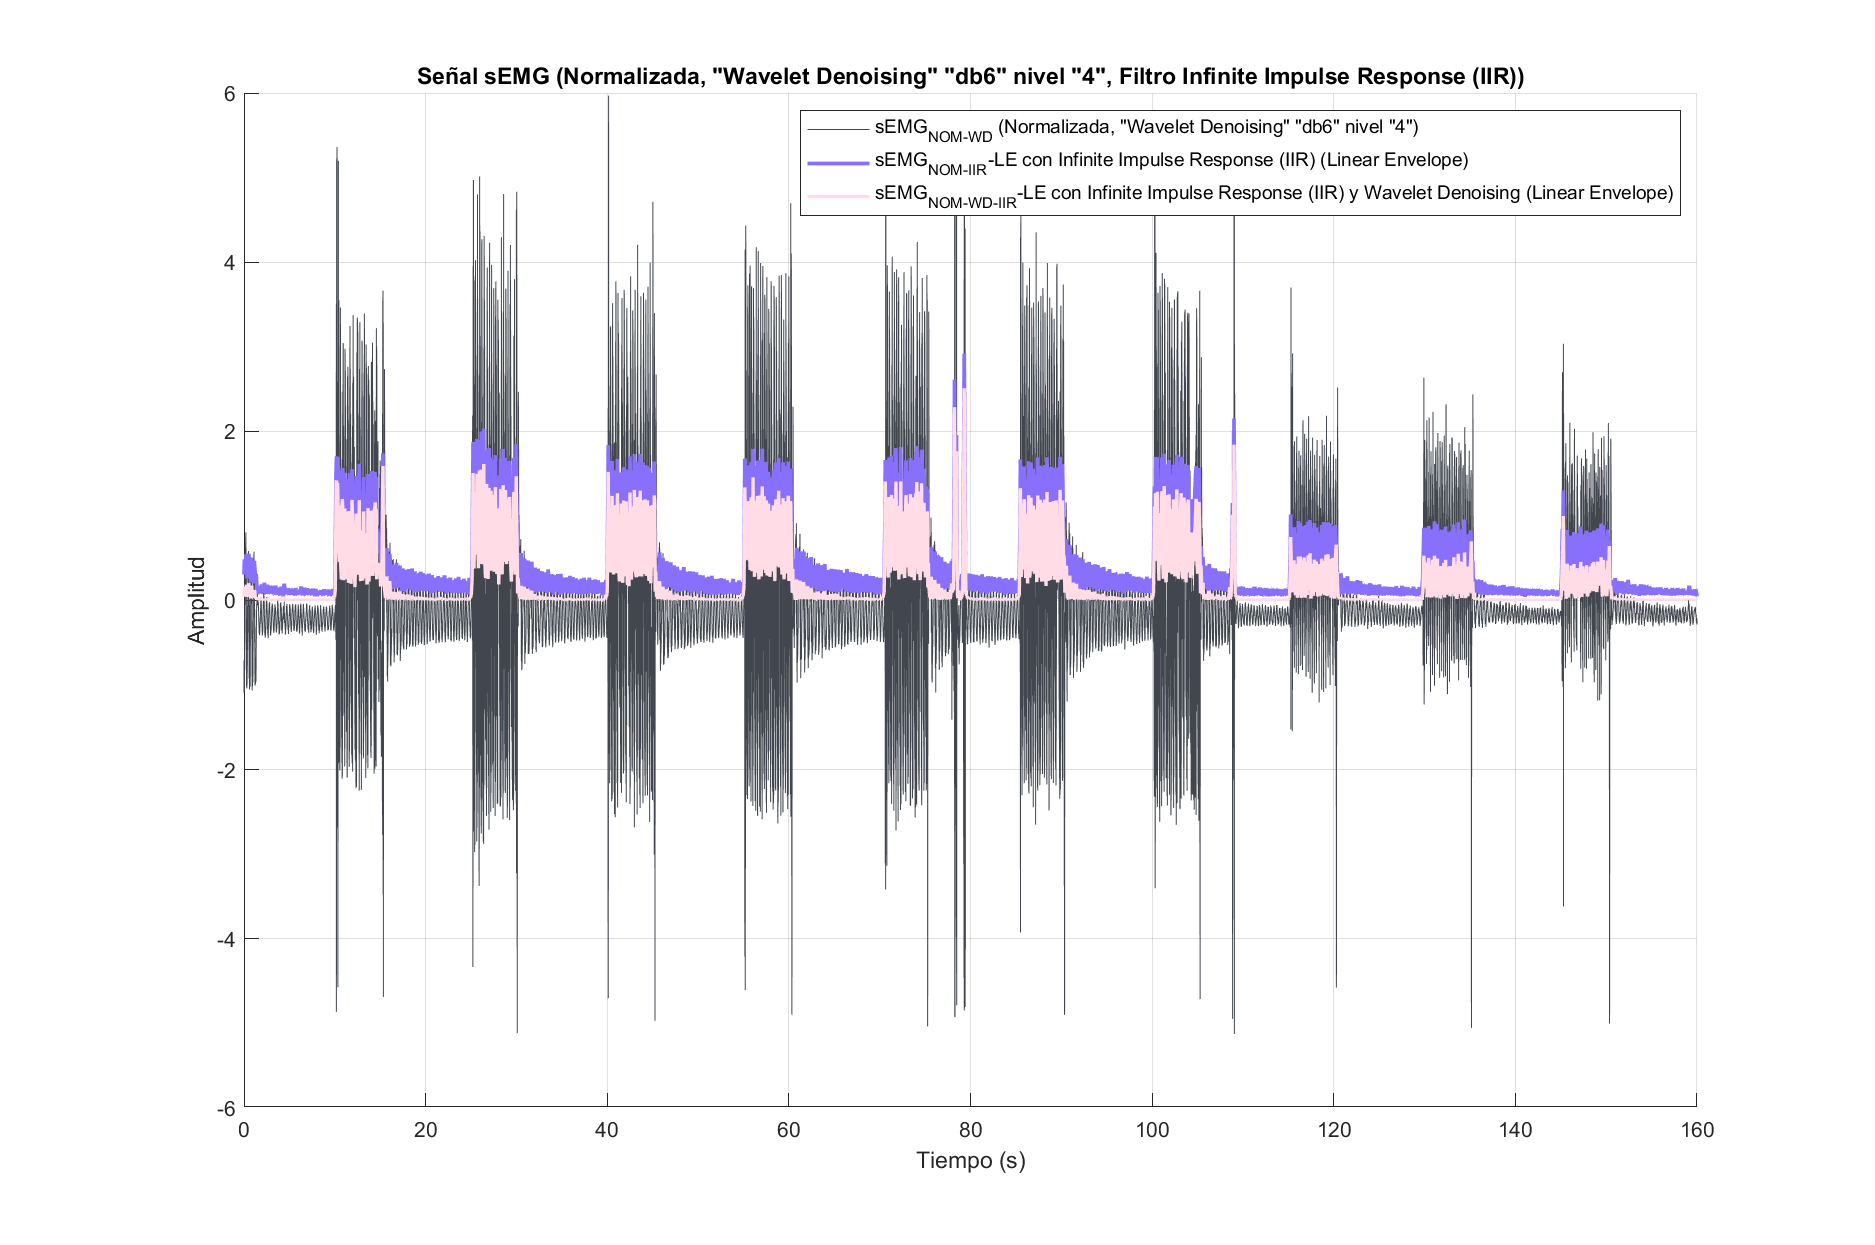 Señal sEMG (Normalizada, "Wavelet Denoising" "db6" nivel "4", Filtro Infinite Impulse Response (IIR))
sEMG_NOM-WD (Normalizada, "Wavelet Denoising" "db6" nivel "4")
sEMG_NOM-IIR-LE con Infinite Impulse Response (IIR) (Linear Envelope)
sEMG_NOM-WD-IIR-LE con Infinite Impulse Response (IIR) y Wavelet Denoising (Linear Envelope)
Amplitud
6
4
2
0
-2
-4
-6
0 20 40 60 80 100 120 140 160
Tiempo (s)